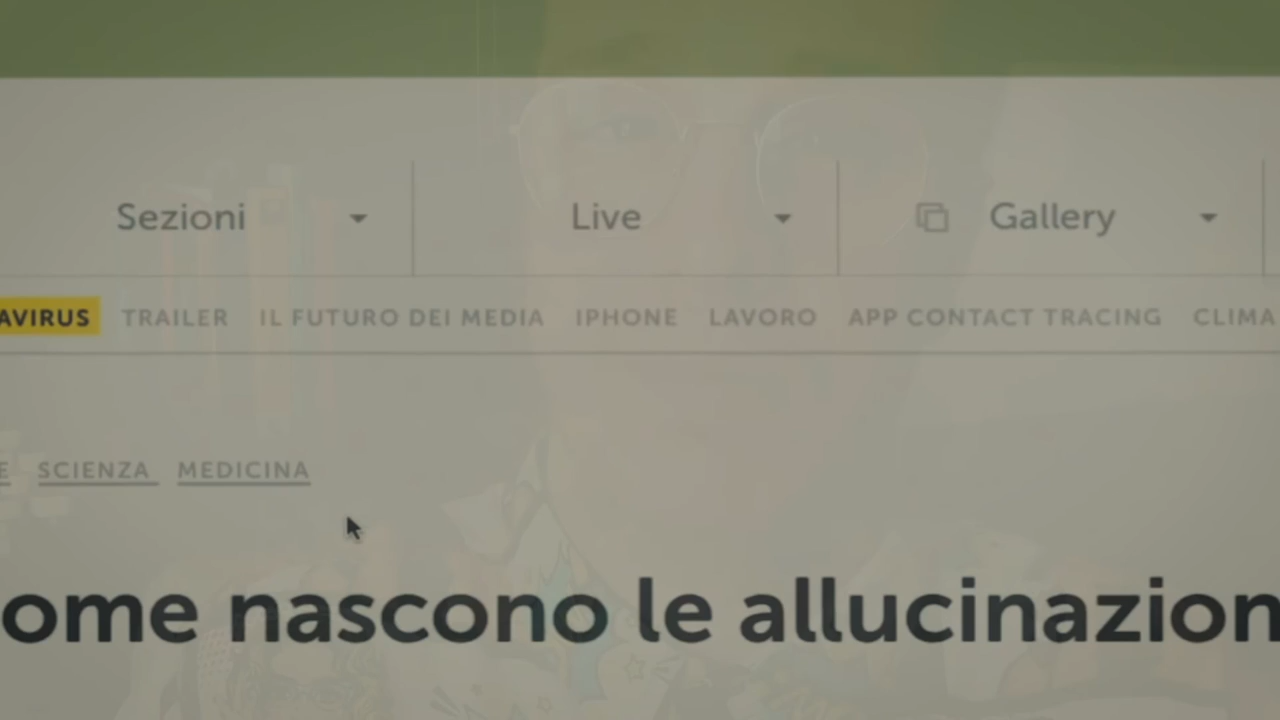 Sezioni Live Gallery
AVIRUS TRAILER IL FUTURO DEI MEDIA IPHONE LAVORO APP CONTACT TRACING CLIMA
E SCIENZA MEDICINA
ome nascono le allucinazion